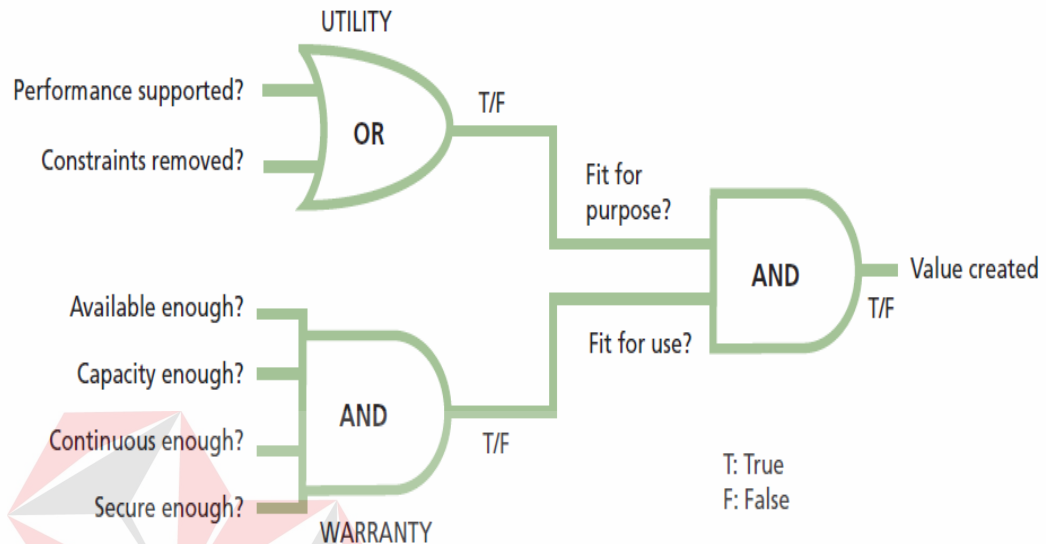 UTILITY
Performance supported?
Constraints removed?
OR
T/F
Fit for
purpose?
AND
Value created
T/F
Available enough?
Capacity enough?
Continuous enough?
Secure enough?
AND
T/F
Fit for use?
WARRANTY
T: True
F: False